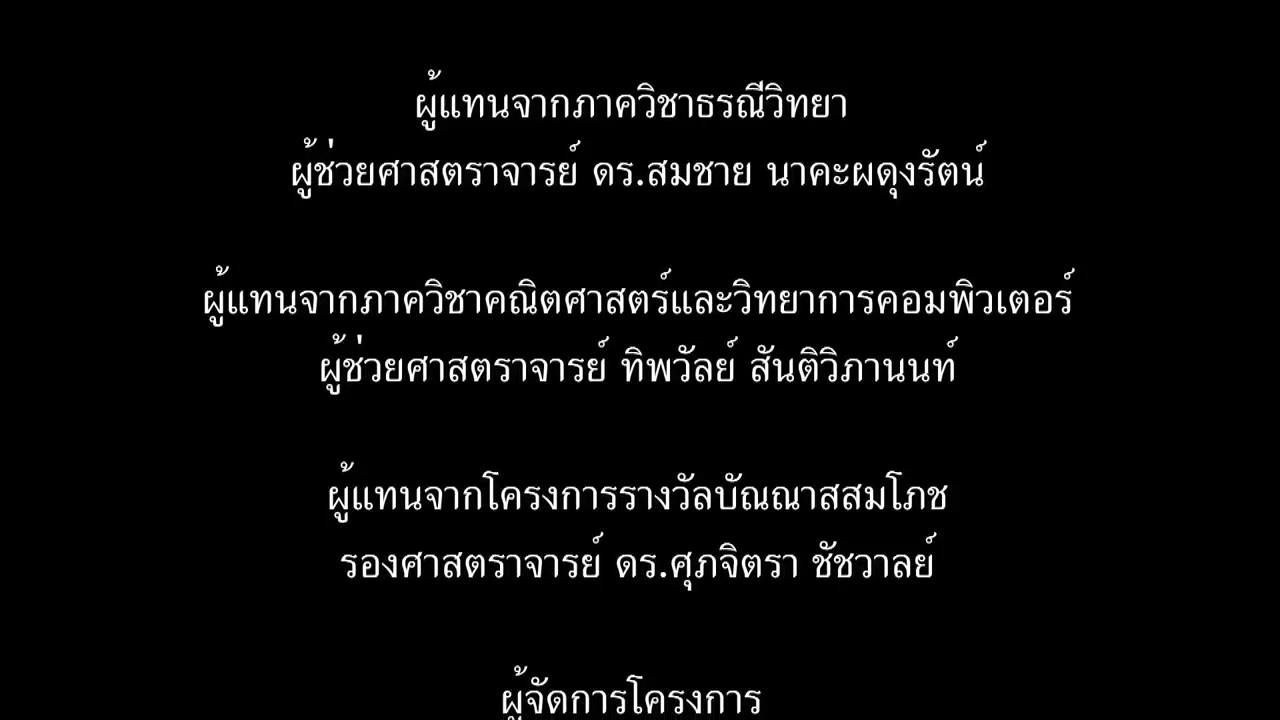 ผู้แทนจากภาควิชาธรณีวิทยา
ผู้ช่วยศาสตราจารย์ ดร.สมชาย นาคะผดุงรัตน์
ผู้แทนจากภาควิชาคณิตศาสตร์และวิทยาการคอมพิวเตอร์
ผู้ช่วยศาสตราจารย์ ทิพวัลย์ สันติวิภานนท์
ผู้แทนจากโครงการรางวัลบัณณาสสมโภช
รองศาสตราจารย์ ดร.ศุภจิตรา ชัชวาลย์
ผู้จัดการโครงการ